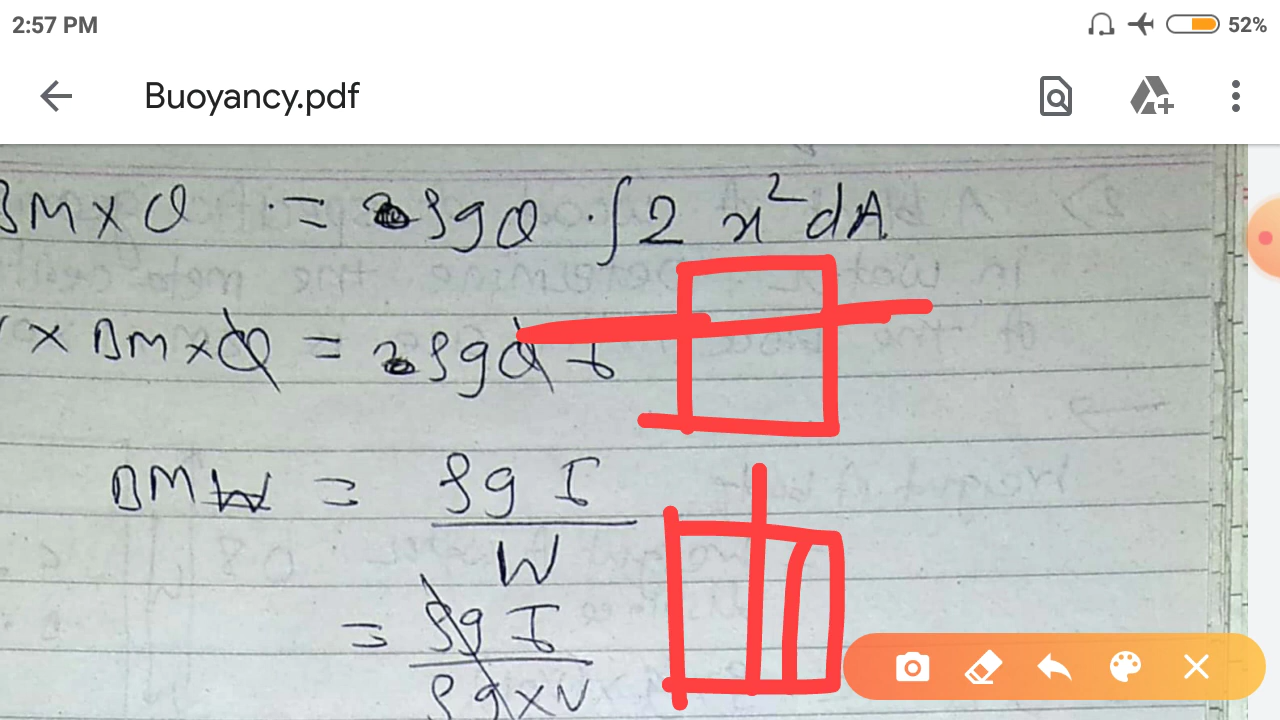 2:57 PM 52%
Buoyancy.pdf
BM x θ = ρgθ · ∫2 x² dA
x BM x θ = ρgθ I
BM = ρg I
W
= ρg I
ρg x V